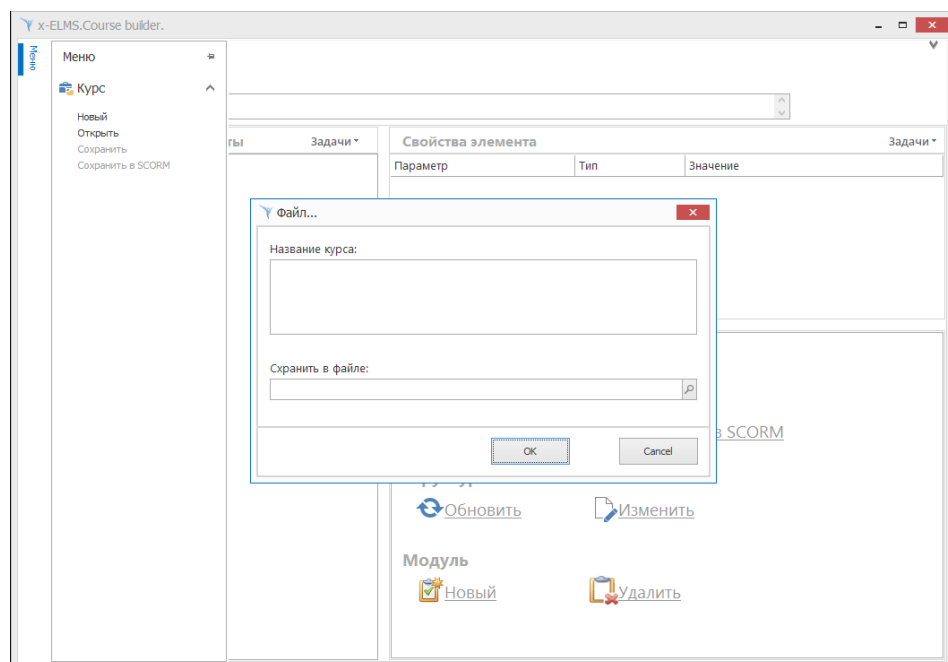 x-ELMS.Course builder.
Меню
Меню
Курс
Новый
Открыть
Сохранить
Сохранить в SCORM
ты Задачи
Свойства элемента Задачи
Параметр Тип Значение
Файл...
Название курса:
Схранить в файле:
OK Cancel
в SCORM
Обновить Изменить
Модуль
Новый Удалить